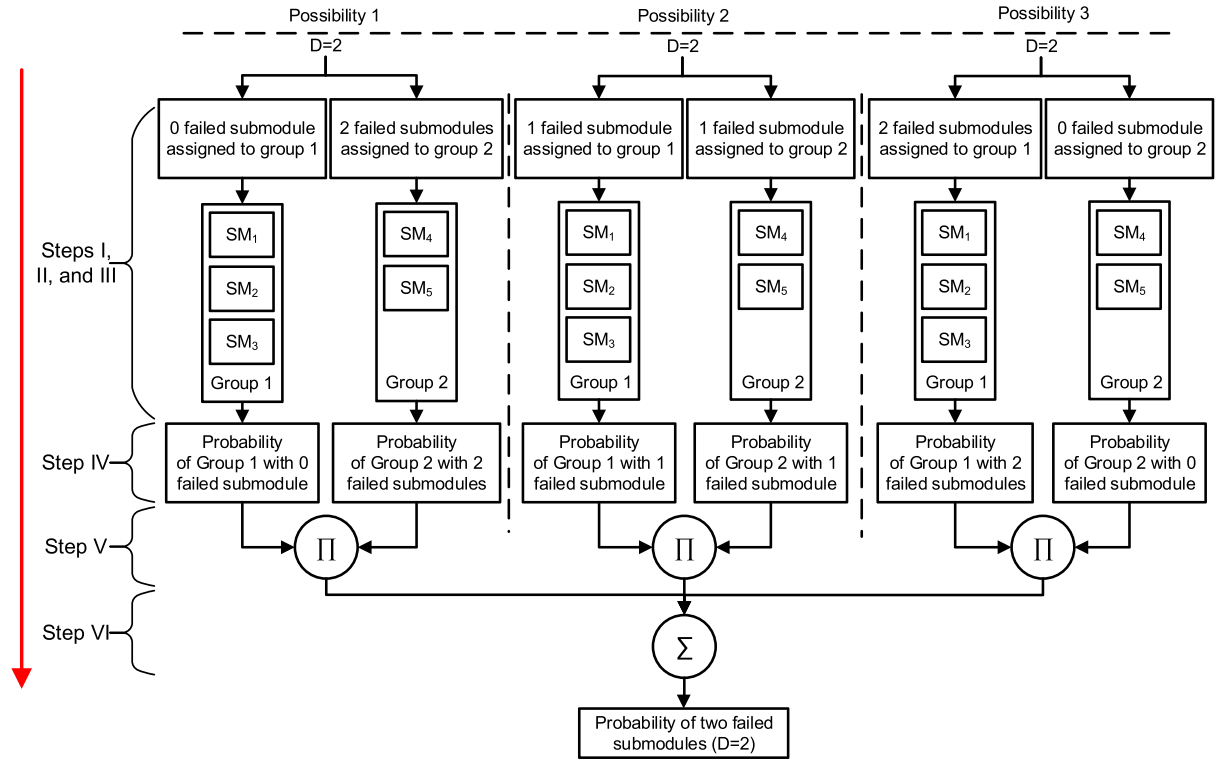 Possibility 1
Possibility 2
Possibility 3
D=2
D=2
D=2
0 failed submodule
assigned to group 1
2 failed submodules
assigned to group 2
1 failed submodule
assigned to group 1
1 failed submodule
assigned to group 2
2 failed submodules
assigned to group 1
0 failed submodule
assigned to group 2
Steps I,
II, and III
SM₁
SM₂
SM₃
Group 1
SM₄
SM₅
Group 2
SM₁
SM₂
SM₃
Group 1
SM₄
SM₅
Group 2
SM₁
SM₂
SM₃
Group 1
SM₄
SM₅
Group 2
Step IV
Probability
of Group 1 with 0
failed submodule
Probability
of Group 2 with 2
failed submodules
Probability
of Group 1 with 1
failed submodule
Probability
of Group 2 with 1
failed submodule
Probability
of Group 1 with 2
failed submodules
Probability
of Group 2 with 0
failed submodule
Step V
∏
∏
∏
Step VI
∑
Probability of two failed
submodules (D=2)